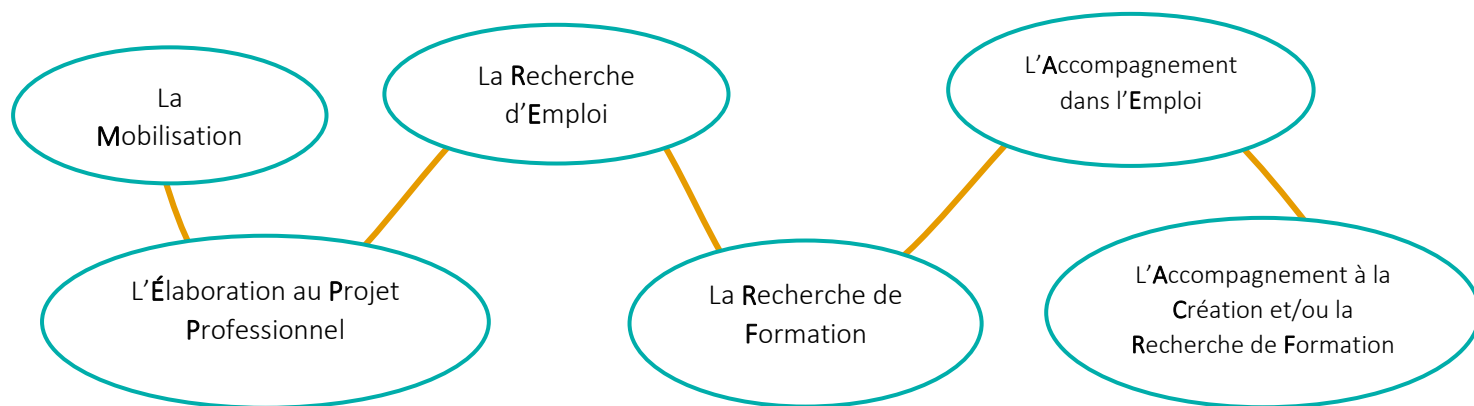 La
Mobilisation
L'Élaboration au Projet
Professionnel
La Recherche
d'Emploi
La Recherche de
Formation
L'Accompagnement
dans l'Emploi
L'Accompagnement à la
Création et/ou la
Recherche de Formation